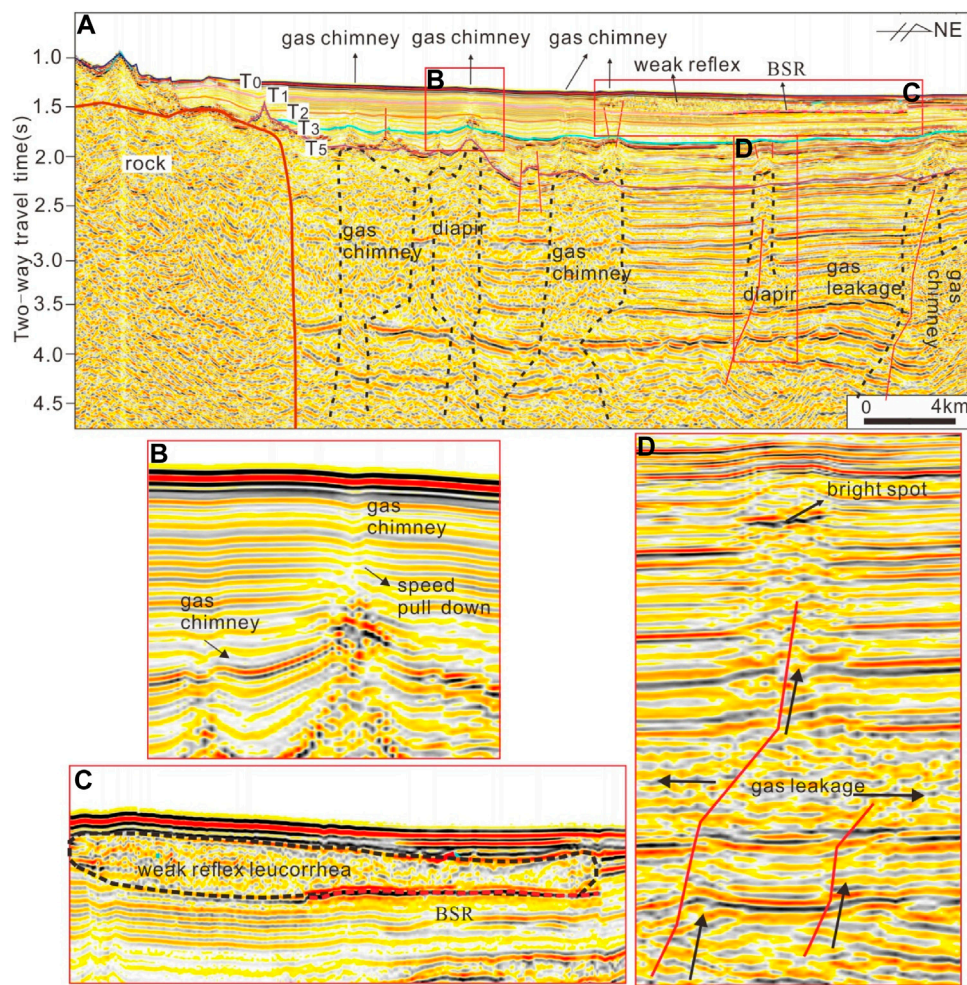 A
NE
gas chimney
gas chimney
gas chimney
weak reflex
BSR
B
C
D
Two-way travel time(s)
1.0
1.5
2.0
2.5
3.0
3.5
4.0
4.5
T0
T1
T2
T3
T5
rock
gas
chimney
diapir
gas
chimney
diapir
gas
leakage
gas
chimney
0 4km
B
gas
chimney
speed
pull down
gas
chimney
C
weak reflex leucorrhea
BSR
D
bright spot
gas leakage